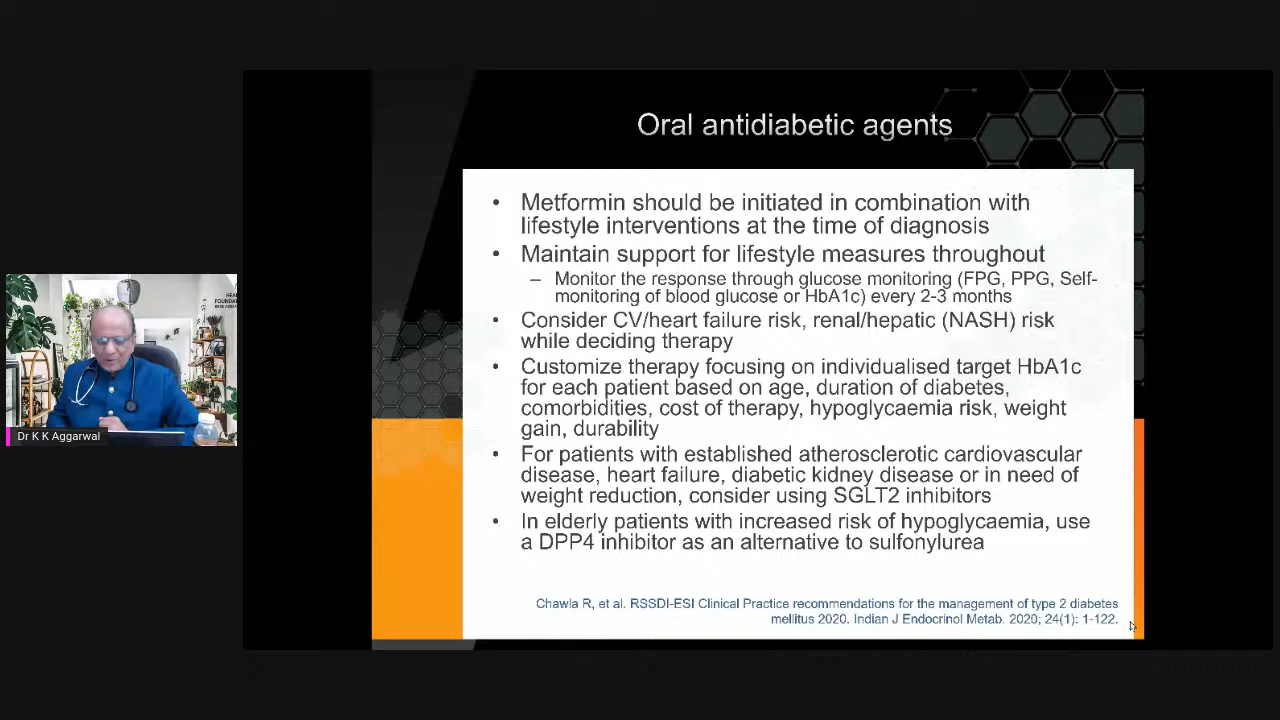 Oral antidiabetic agents
• Metformin should be initiated in combination with
lifestyle interventions at the time of diagnosis
• Maintain support for lifestyle measures throughout
– Monitor the response through glucose monitoring (FPG, PPG, Self-
monitoring of blood glucose or HbA1c) every 2-3 months
• Consider CV/heart failure risk, renal/hepatic (NASH) risk
while deciding therapy
• Customize therapy focusing on individualised target HbA1c
for each patient based on age, duration of diabetes,
comorbidities, cost of therapy, hypoglycaemia risk, weight
gain, durability
• For patients with established atherosclerotic cardiovascular
disease, heart failure, diabetic kidney disease or in need of
weight reduction, consider using SGLT2 inhibitors
• In elderly patients with increased risk of hypoglycaemia, use
a DPP4 inhibitor as an alternative to sulfonylurea
Chawla R, et al. RSSDI-ESI Clinical Practice recommendations for the management of type 2 diabetes
mellitus 2020. Indian J Endocrinol Metab. 2020; 24(1): 1-122.
Dr K K Aggarwal